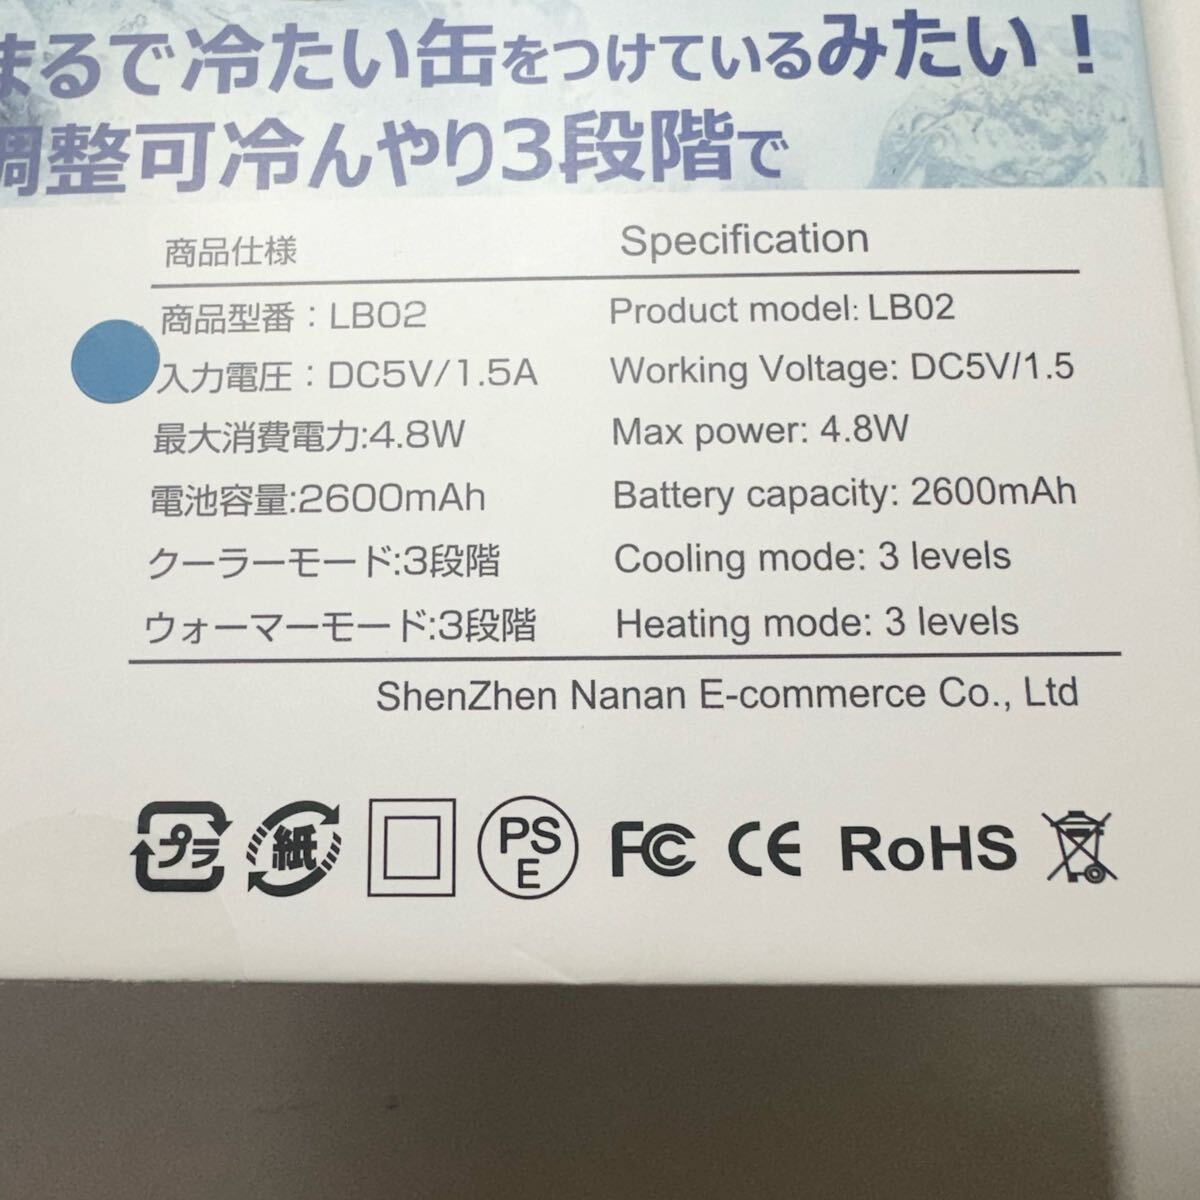 まるで冷たい缶をつけているみたい！
調整可冷んやり3段階で
商品仕様 Specification
商品型番：LB02 Product model: LB02
入力電圧：DC5V/1.5A Working Voltage: DC5V/1.5
最大消費電力:4.8W Max power: 4.8W
電池容量:2600mAh Battery capacity: 2600mAh
クーラーモード:3段階 Cooling mode: 3 levels
ウォーマーモード:3段階 Heating mode: 3 levels
ShenZhen Nanan E-commerce Co., Ltd
プラ 紙 PSE FC CE RoHS